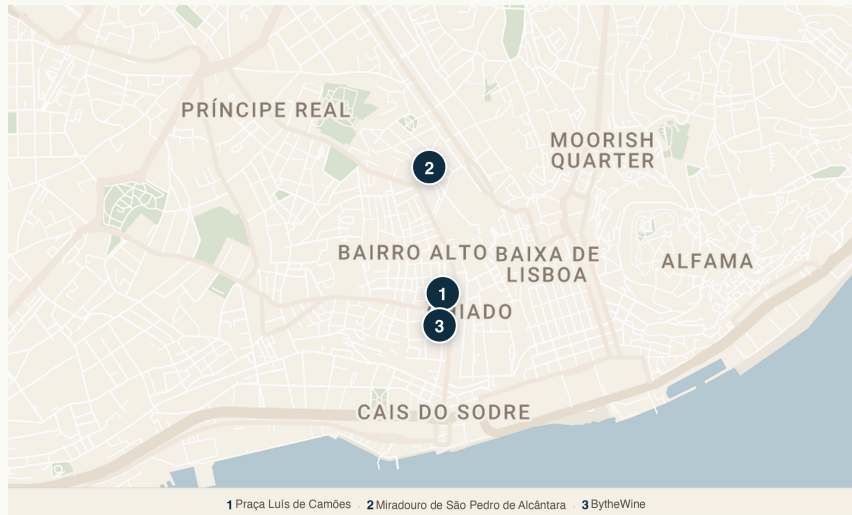 PRÍNCIPE REAL
MOORISH
QUARTER
2
BAIRRO ALTO
BAIXA DE
LISBOA
ALFAMA
1
IADO
3
CAIS DO SODRE
1 Praça Luís de Camões . 2 Miradouro de São Pedro de Alcântara . 3 BytheWine